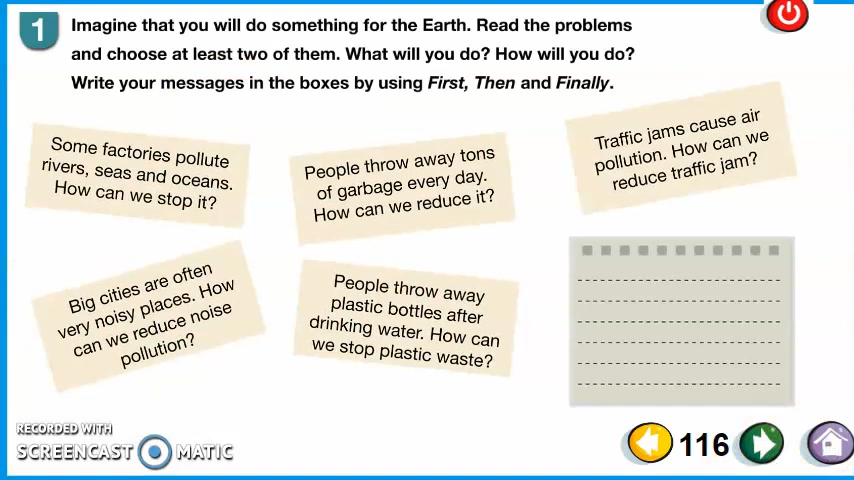 1
Imagine that you will do something for the Earth. Read the problems
and choose at least two of them. What will you do? How will you do?
Write your messages in the boxes by using First, Then and Finally.
Some factories pollute
rivers, seas and oceans.
How can we stop it?
People throw away tons
of garbage every day.
How can we reduce it?
Traffic jams cause air
pollution. How can we
reduce traffic jam?
Big cities are often
very noisy places. How
can we reduce noise
pollution?
People throw away
plastic bottles after
drinking water. How can
we stop plastic waste?
RECORDED WITH
SCREENCAST MATIC
116